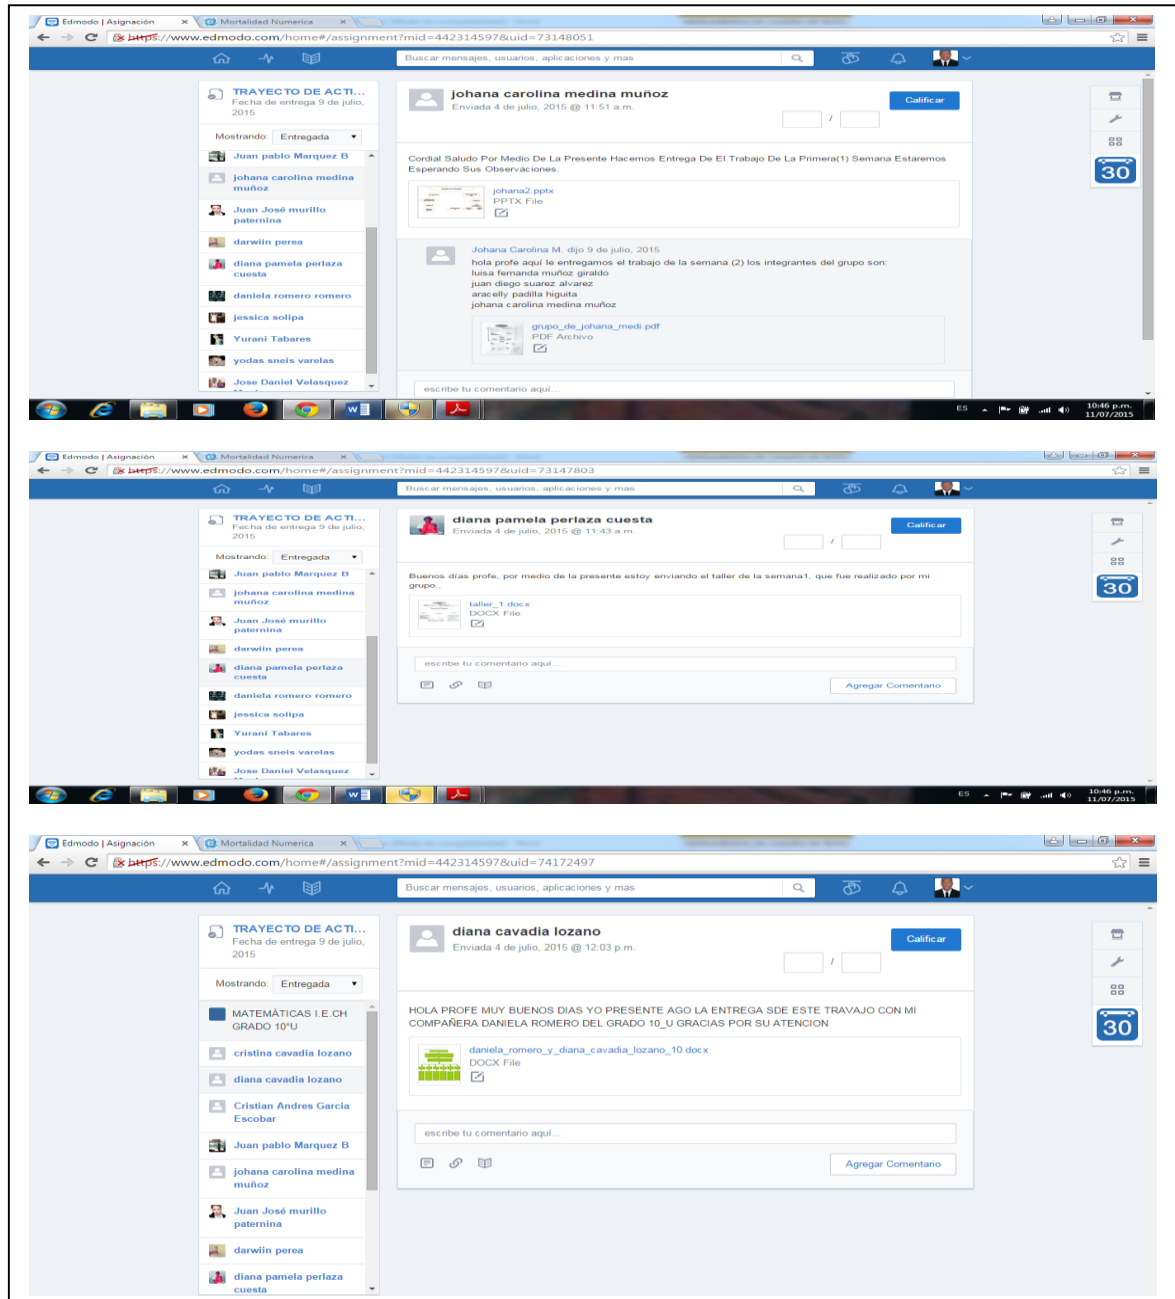 Edmodo | Asignación
Mortalidad Numerica
https://www.edmodo.com/home#/assignment?mid=442314597&uid=73148051
Buscar mensajes, usuarios, aplicaciones y mas
TRAYECTO DE ACTI...
Fecha de entrega 9 de julio,
2015
Mostrando: Entregada
Juan pablo Marquez B
johana carolina medina
muñoz
Juan José murillo
paternina
darwiin perea
diana pamela perlaza
cuesta
daniela romero romero
jessica solipa
Yurani Tabares
yodas sneis varelas
Jose Daniel Velasquez
johana carolina medina muñoz
Enviada 4 de julio, 2015 @ 11:51 a.m.
Calificar
/
Cordial Saludo Por Medio De La Presente Hacemos Entrega De El Trabajo De La Primera(1) Semana Estaremos
Esperando Sus Observaciones.
johana2.pptx
PPTX File
Johana Carolina M. dijo 9 de julio, 2015
hola profe aquí le entregamos el trabajo de la semana (2) los integrantes del grupo son:
luisa fernanda muñoz giraldo
juan diego suarez alvarez
aracelly padilla higuita
johana carolina medina muñoz
grupo_de_johana_medi.pdf
PDF Archivo
escribe tu comentario aquí...
30
ES
10:46 p.m.
11/07/2015
Edmodo | Asignación
Mortalidad Numerica
https://www.edmodo.com/home#/assignment?mid=442314597&uid=73147803
Buscar mensajes, usuarios, aplicaciones y mas
TRAYECTO DE ACTI...
Fecha de entrega 9 de julio,
2015
Mostrando: Entregada
Juan pablo Marquez B
johana carolina medina
muñoz
Juan José murillo
paternina
darwiin perea
diana pamela perlaza
cuesta
daniela romero romero
jessica solipa
Yurani Tabares
yodas sneis varelas
Jose Daniel Velasquez
diana pamela perlaza cuesta
Enviada 4 de julio, 2015 @ 11:43 a.m.
Calificar
/
Buenos días profe, por medio de la presente estoy enviando el taller de la semana1, que fue realizado por mi
grupo..
taller_1.docx
DOCX File
escribe tu comentario aquí...
Agregar Comentario
30
ES
10:46 p.m.
11/07/2015
Edmodo | Asignación
Mortalidad Numerica
https://www.edmodo.com/home#/assignment?mid=442314597&uid=74172497
Buscar mensajes, usuarios, aplicaciones y mas
TRAYECTO DE ACTI...
Fecha de entrega 9 de julio,
2015
Mostrando: Entregada
MATEMÁTICAS I.E.CH
GRADO 10°U
cristina cavadia lozano
diana cavadia lozano
Cristian Andres Garcia
Escobar
Juan pablo Marquez B
johana carolina medina
muñoz
Juan José murillo
paternina
darwiin perea
diana pamela perlaza
cuesta
diana cavadia lozano
Enviada 4 de julio, 2015 @ 12:03 p.m.
Calificar
/
HOLA PROFE MUY BUENOS DIAS YO PRESENTE AGO LA ENTREGA SDE ESTE TRAVAJO CON MI
COMPAÑERA DANIELA ROMERO DEL GRADO 10_U GRACIAS POR SU ATENCION
daniela_romero_y_diana_cavadia_lozano_10.docx
DOCX File
escribe tu comentario aquí...
Agregar Comentario
30